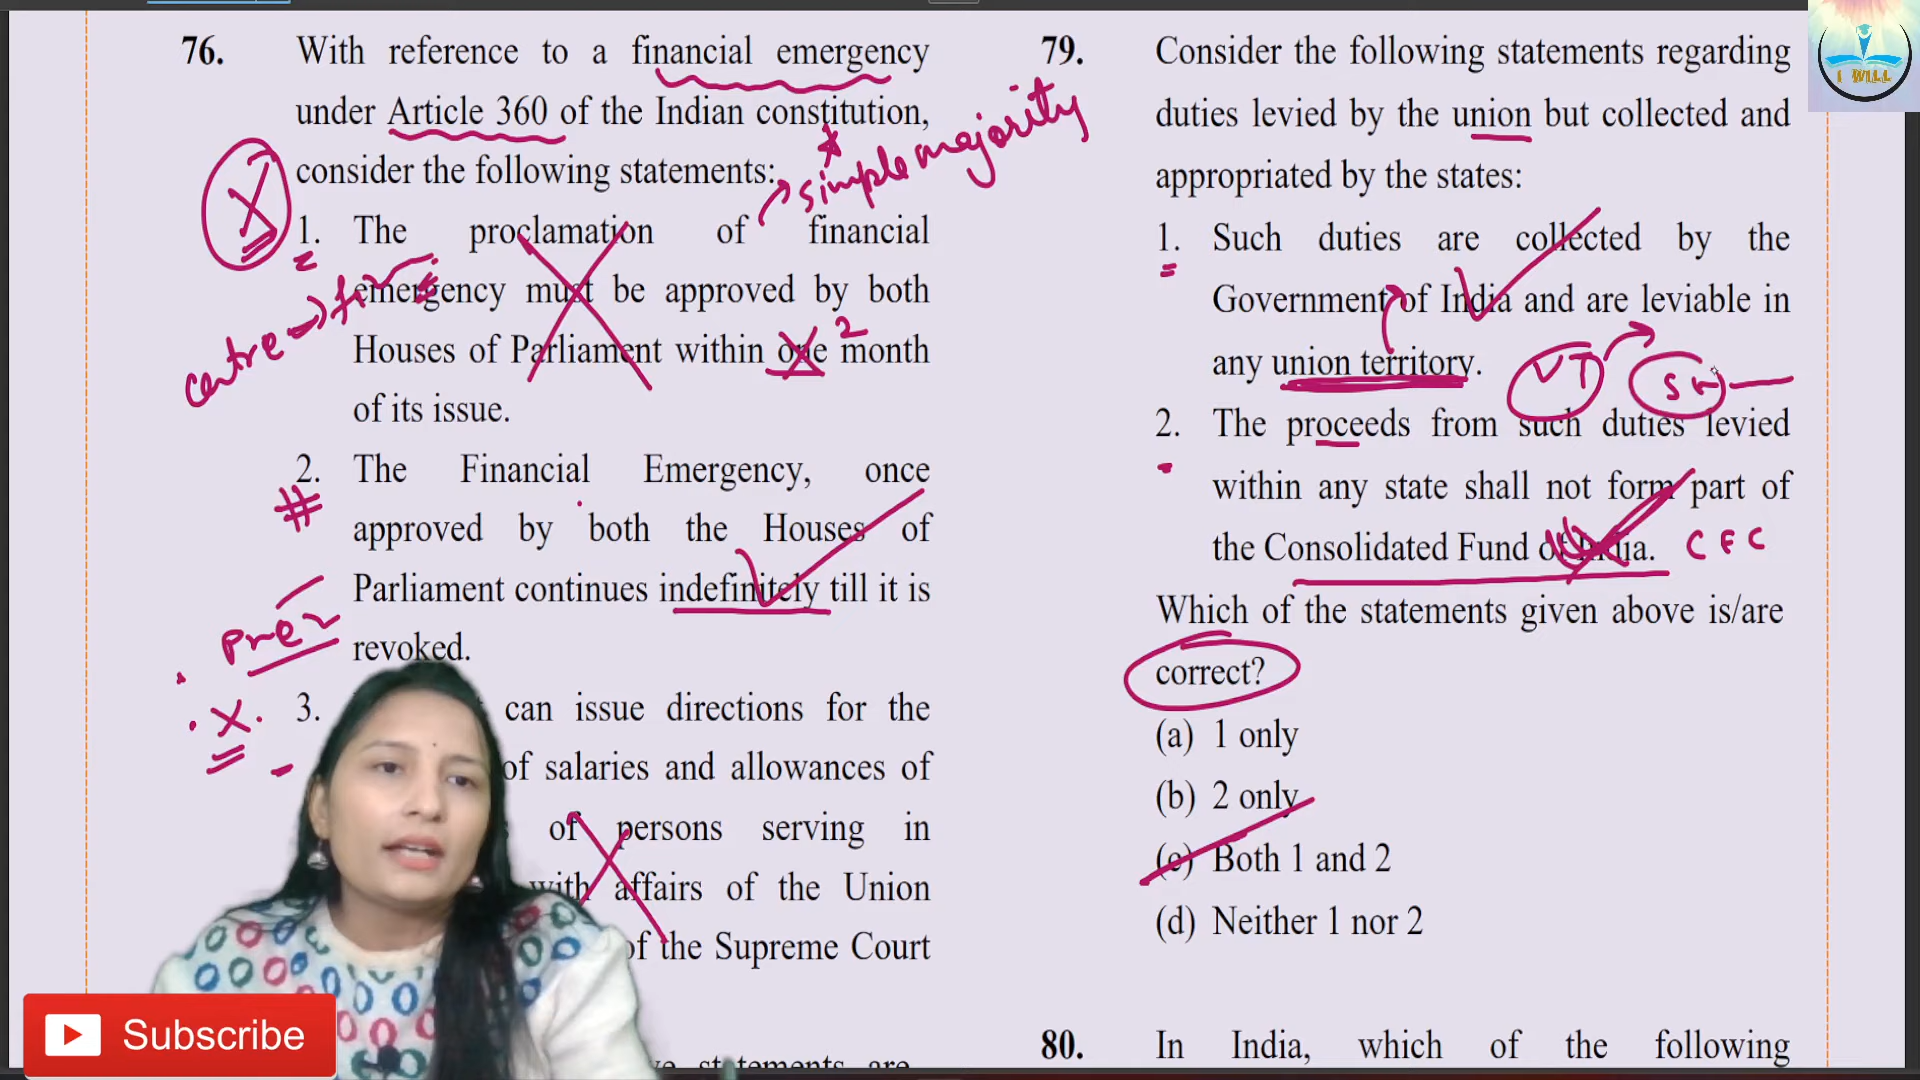 76. With reference to a financial emergency
under Article 360 of the Indian constitution,
consider the following statements:
simple majority
1. The proclamation of financial
emergency must be approved by both
Houses of Parliament within one month
2
of its issue.
centre
2. The Financial Emergency, once
approved by both the Houses of
Parliament continues indefinitely till it is
revoked.
3. can issue directions for the
of salaries and allowances of
of persons serving in
with affairs of the Union
of the Supreme Court
statements are
79. Consider the following statements regarding
duties levied by the union but collected and
appropriated by the states:
1. Such duties are collected by the
Government of India and are leviable in
any union territory.
UT
2. The proceeds from such duties levied
within any state shall not form part of
the Consolidated Fund of India.
Which of the statements given above is/are
correct?
(a) 1 only
(b) 2 only
(c) Both 1 and 2
(d) Neither 1 nor 2
80. In India, which of the following
I WILL
Subscribe